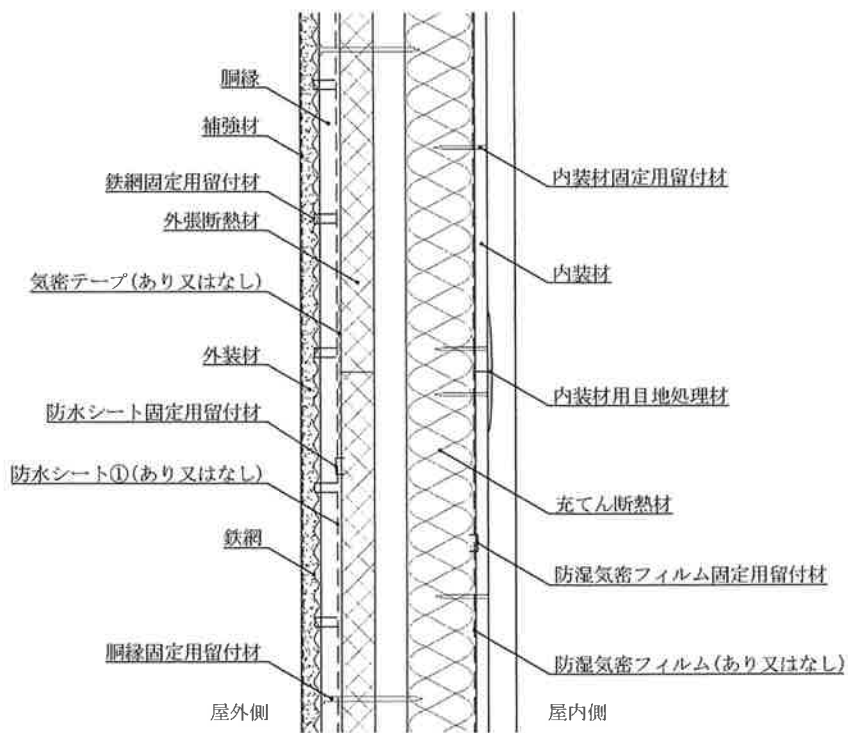 胴縁
補強材
鉄網固定用留付材
外張断熱材
気密テープ(あり又はなし)
外装材
防水シート固定用留付材
防水シート①(あり又はなし)
鉄網
胴縁固定用留付材
屋外側
内装材固定用留付材
内装材
内装材用目地処理材
充てん断熱材
防湿気密フィルム固定用留付材
防湿気密フィルム(あり又はなし)
屋内側